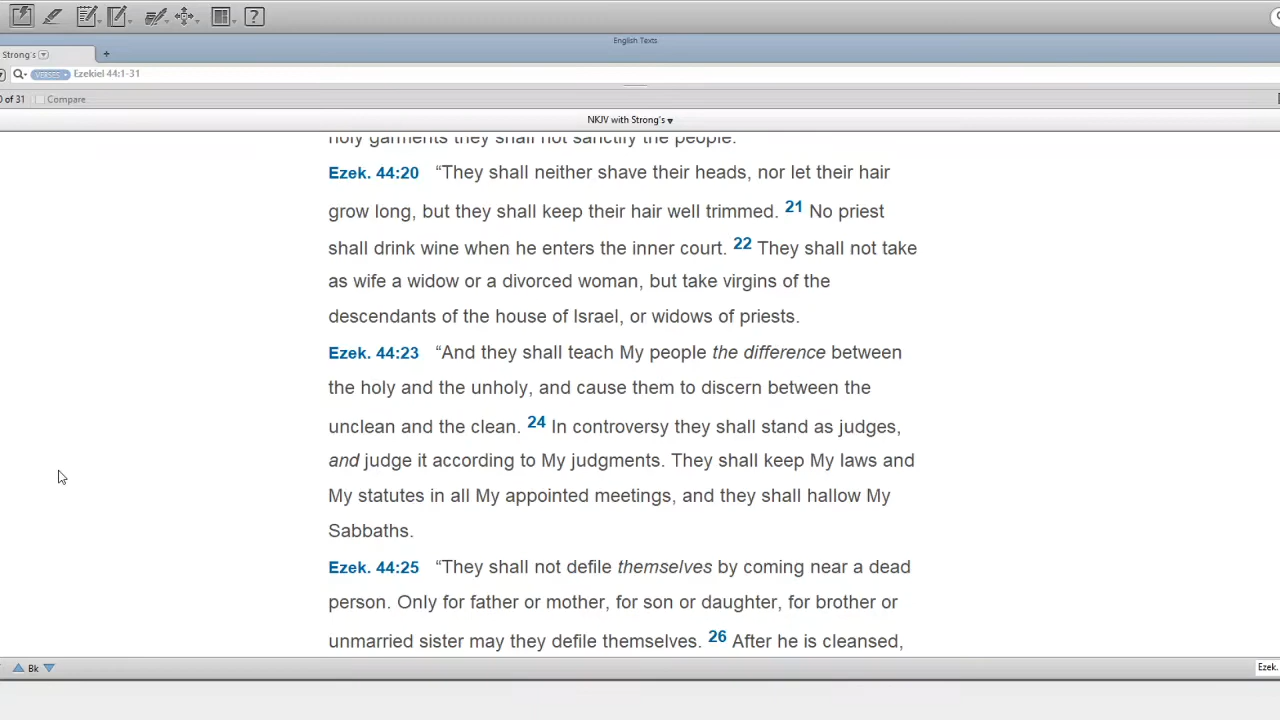 English Texts
Strong's
+
VERSES Ezekiel 44:1-31
of 31 Compare
NKJV with Strong's
holy garments they shall not sanctify the people.
Ezek. 44:20 “They shall neither shave their heads, nor let their hair
grow long, but they shall keep their hair well trimmed. 21 No priest
shall drink wine when he enters the inner court. 22 They shall not take
as wife a widow or a divorced woman, but take virgins of the
descendants of the house of Israel, or widows of priests.
Ezek. 44:23 “And they shall teach My people the difference between
the holy and the unholy, and cause them to discern between the
unclean and the clean. 24 In controversy they shall stand as judges,
and judge it according to My judgments. They shall keep My laws and
My statutes in all My appointed meetings, and they shall hallow My
Sabbaths.
Ezek. 44:25 “They shall not defile themselves by coming near a dead
person. Only for father or mother, for son or daughter, for brother or
unmarried sister may they defile themselves. 26 After he is cleansed,
Bk
Ezek.